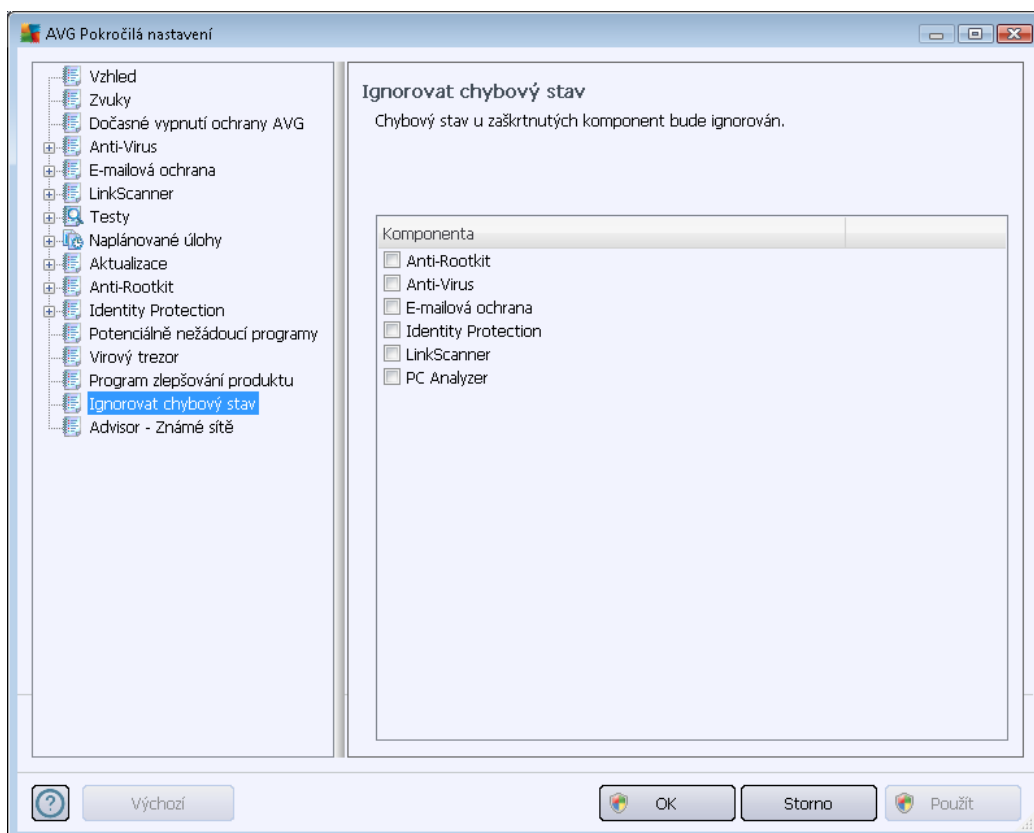 AVG Pokročilá nastavení
Vzhled
Zvuky
Dočasné vypnutí ochrany AVG
Anti-Virus
E-mailová ochrana
LinkScanner
Testy
Naplánované úlohy
Aktualizace
Anti-Rootkit
Identity Protection
Potenciálně nežádoucí programy
Virový trezor
Program zlepšování produktu
Ignorovat chybový stav
Advisor - Známé sítě
Ignorovat chybový stav
Chybový stav u zaškrtnutých komponent bude ignorován.
Komponenta
Anti-Rootkit
Anti-Virus
E-mailová ochrana
Identity Protection
LinkScanner
PC Analyzer
Výchozí
OK
Storno
Použít